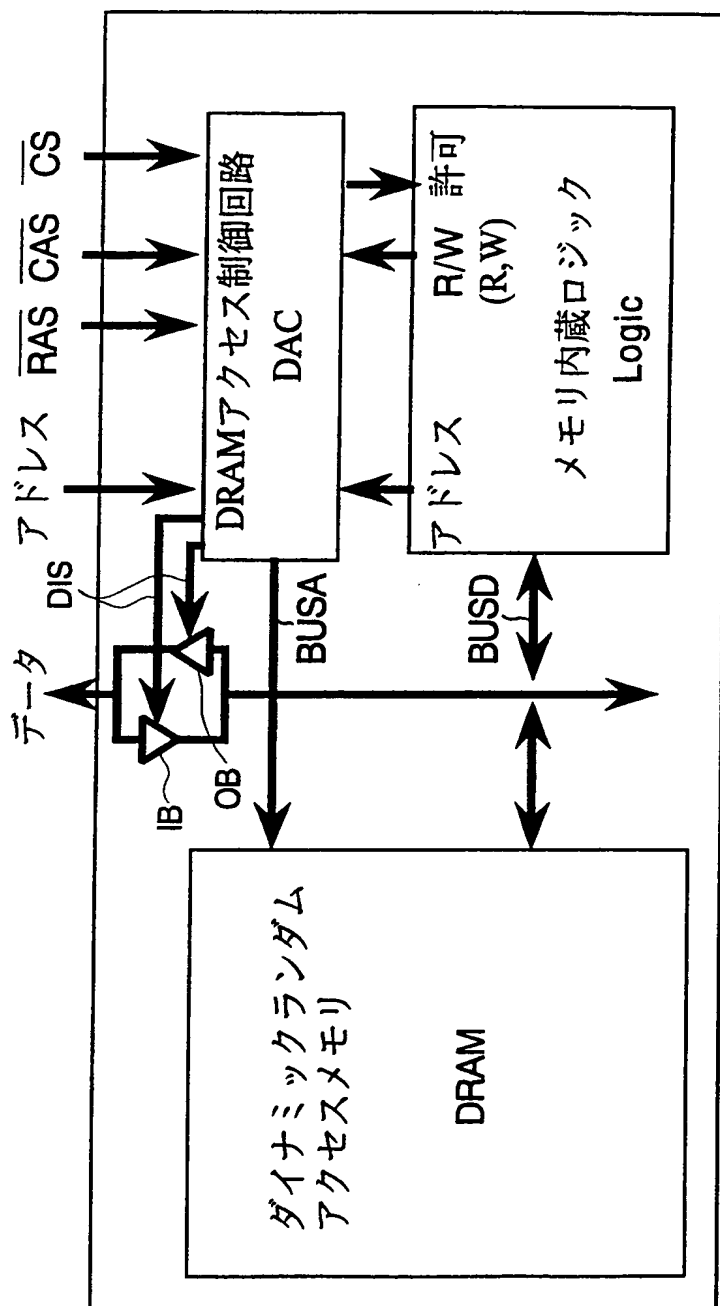 データ
アドレス
R̅A̅S̅
C̅A̅S̅
C̅S̅
DIS
IB
OB
DRAMアクセス制御回路
DAC
BUSA
アドレス
R/W
(R,W)
許可
メモリ内蔵ロジック
Logic
BUSD
ダイナミックランダム
アクセスメモリ
DRAM